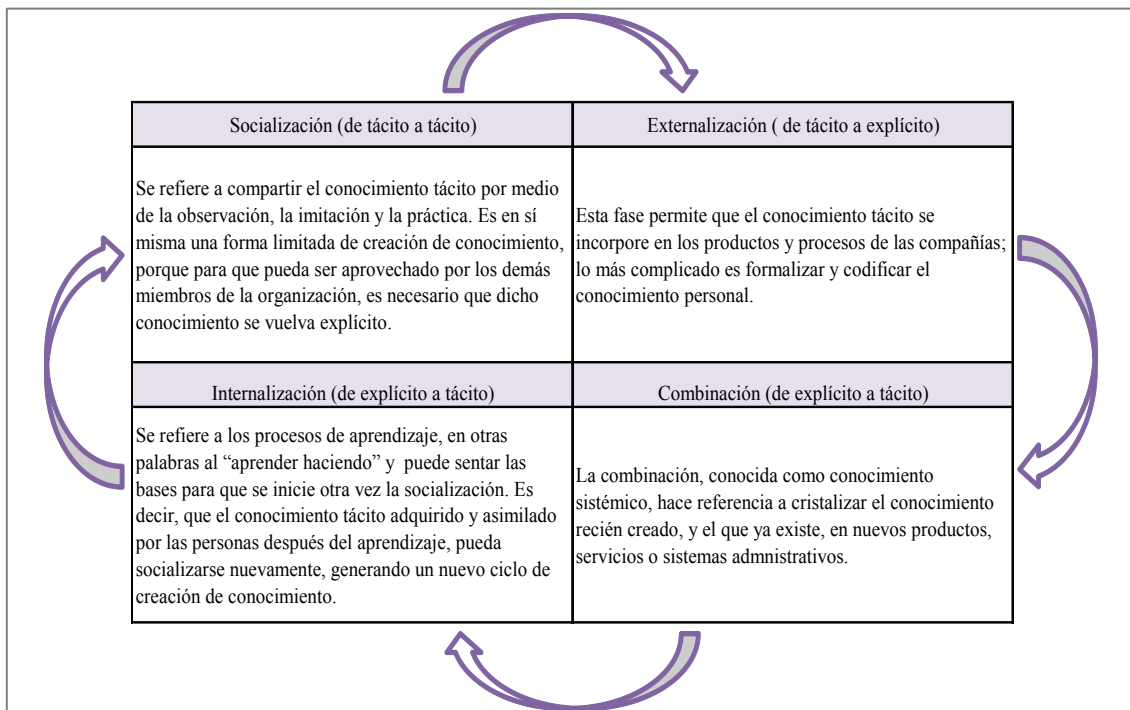 Socialización (de tácito a tácito)
Externalización ( de tácito a explícito)
Se refiere a compartir el conocimiento tácito por medio
de la observación, la imitación y la práctica. Es en sí
misma una forma limitada de creación de conocimiento,
porque para que pueda ser aprovechado por los demás
miembros de la organización, es necesario que dicho
conocimiento se vuelva explícito.
Esta fase permite que el conocimiento tácito se
incorpore en los productos y procesos de las compañías;
lo más complicado es formalizar y codificar el
conocimiento personal.
Internalización (de explícito a tácito)
Combinación (de explícito a tácito)
Se refiere a los procesos de aprendizaje, en otras
palabras al “aprender haciendo” y puede sentar las
bases para que se inicie otra vez la socialización. Es
decir, que el conocimiento tácito adquirido y asimilado
por las personas después del aprendizaje, pueda
socializarse nuevamente, generando un nuevo ciclo de
creación de conocimiento.
La combinación, conocida como conocimiento
sistémico, hace referencia a cristalizar el conocimiento
recién creado, y el que ya existe, en nuevos productos,
servicios o sistemas admnistrativos.